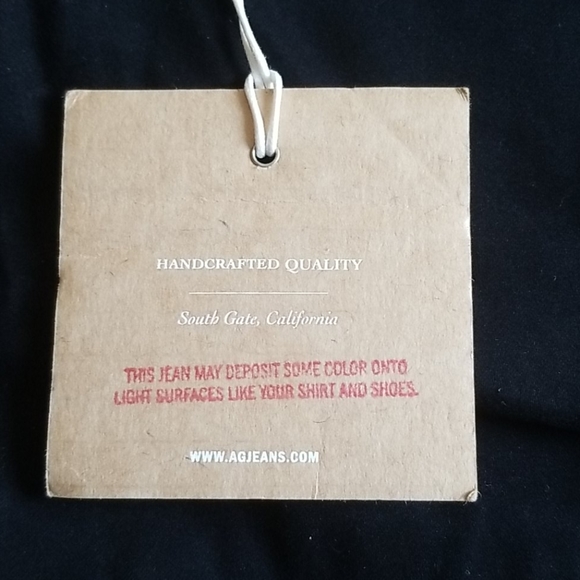 HANDCRAFTED QUALITY
South Gate, California
THIS JEAN MAY DEPOSIT SOME COLOR ONTO
LIGHT SURFACES LIKE YOUR SHIRT AND SHOES.
WWW.AGJEANS.COM